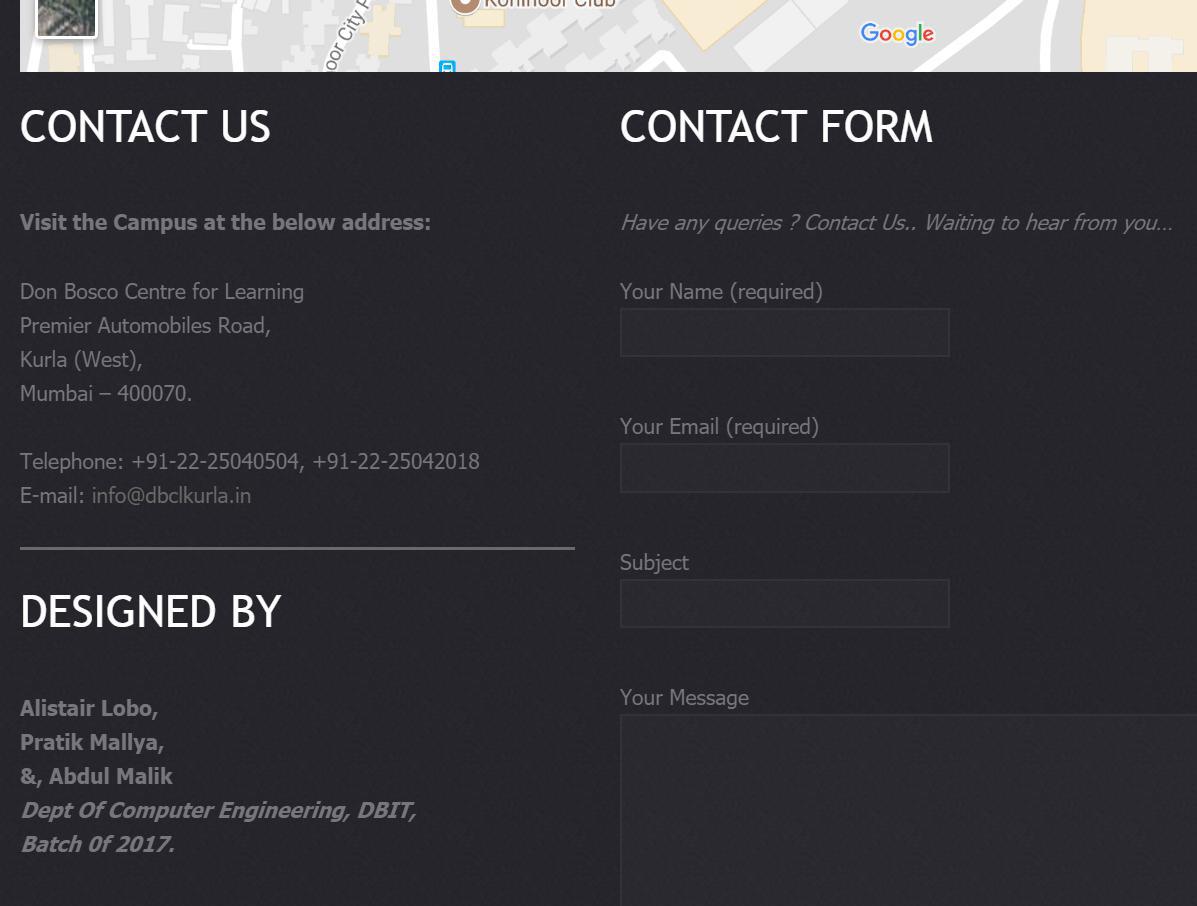 Kohinoor Club
oor City
Google
CONTACT US
Visit the Campus at the below address:
Don Bosco Centre for Learning
Premier Automobiles Road,
Kurla (West),
Mumbai – 400070.
Telephone: +91-22-25040504, +91-22-25042018
E-mail: info@dbclkurla.in
DESIGNED BY
Alistair Lobo,
Pratik Mallya,
&, Abdul Malik
Dept Of Computer Engineering, DBIT,
Batch 0f 2017.
CONTACT FORM
Have any queries ? Contact Us.. Waiting to hear from you...
Your Name (required)
Your Email (required)
Subject
Your Message